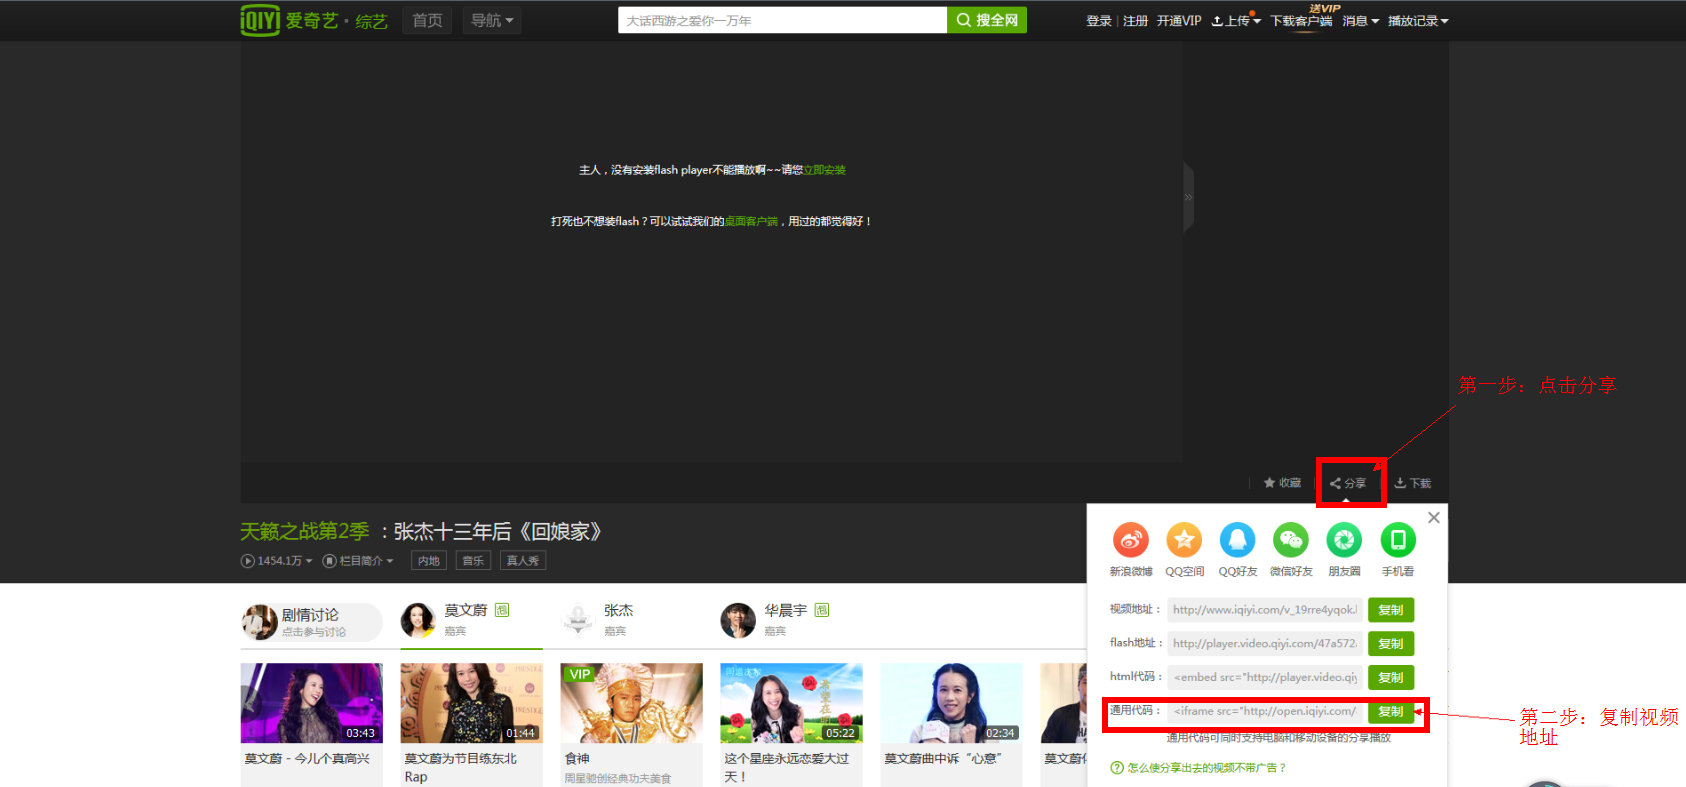 iQIYI 爱奇艺 · 综艺
首页
导航
大话西游之爱你一万年
搜全网
登录
注册
开通VIP
上传
送VIP
下载客户端
消息
播放记录
主人，没有安装flash player不能播放啊~~请您立即安装
打死也不想装flash？可以试试我们的桌面客户端，用过的都觉得好！
»
第一步：点击分享
收藏
分享
下载
天籁之战第2季 ：张杰十三年后《回娘家》
1454.1万
栏目简介
内地
音乐
真人秀
新浪微博
QQ空间
QQ好友
微信好友
朋友圈
手机看
视频地址：
http://www.iqiyi.com/v_19rre4yqok.
复制
flash地址：
http://player.video.qiyi.com/47a572
复制
html代码：
<embed src="http://player.video.qiy
复制
通用代码：
<iframe src="http://open.iqiyi.com/
复制
通用代码可同时支持电脑和移动设备的分享播放
怎么使分享出去的视频不带广告？
第二步：复制视频
地址
剧情讨论
点击参与讨论
莫文蔚
嘉宾
张杰
嘉宾
华晨宇
嘉宾
03:43
莫文蔚 - 今儿个真高兴
01:44
莫文蔚为节目练东北
Rap
VIP
食神
周星驰创经典功夫美食
05:22
这个星座永远恋爱大过
天！
02:34
莫文蔚曲中诉“心意”
莫文蔚